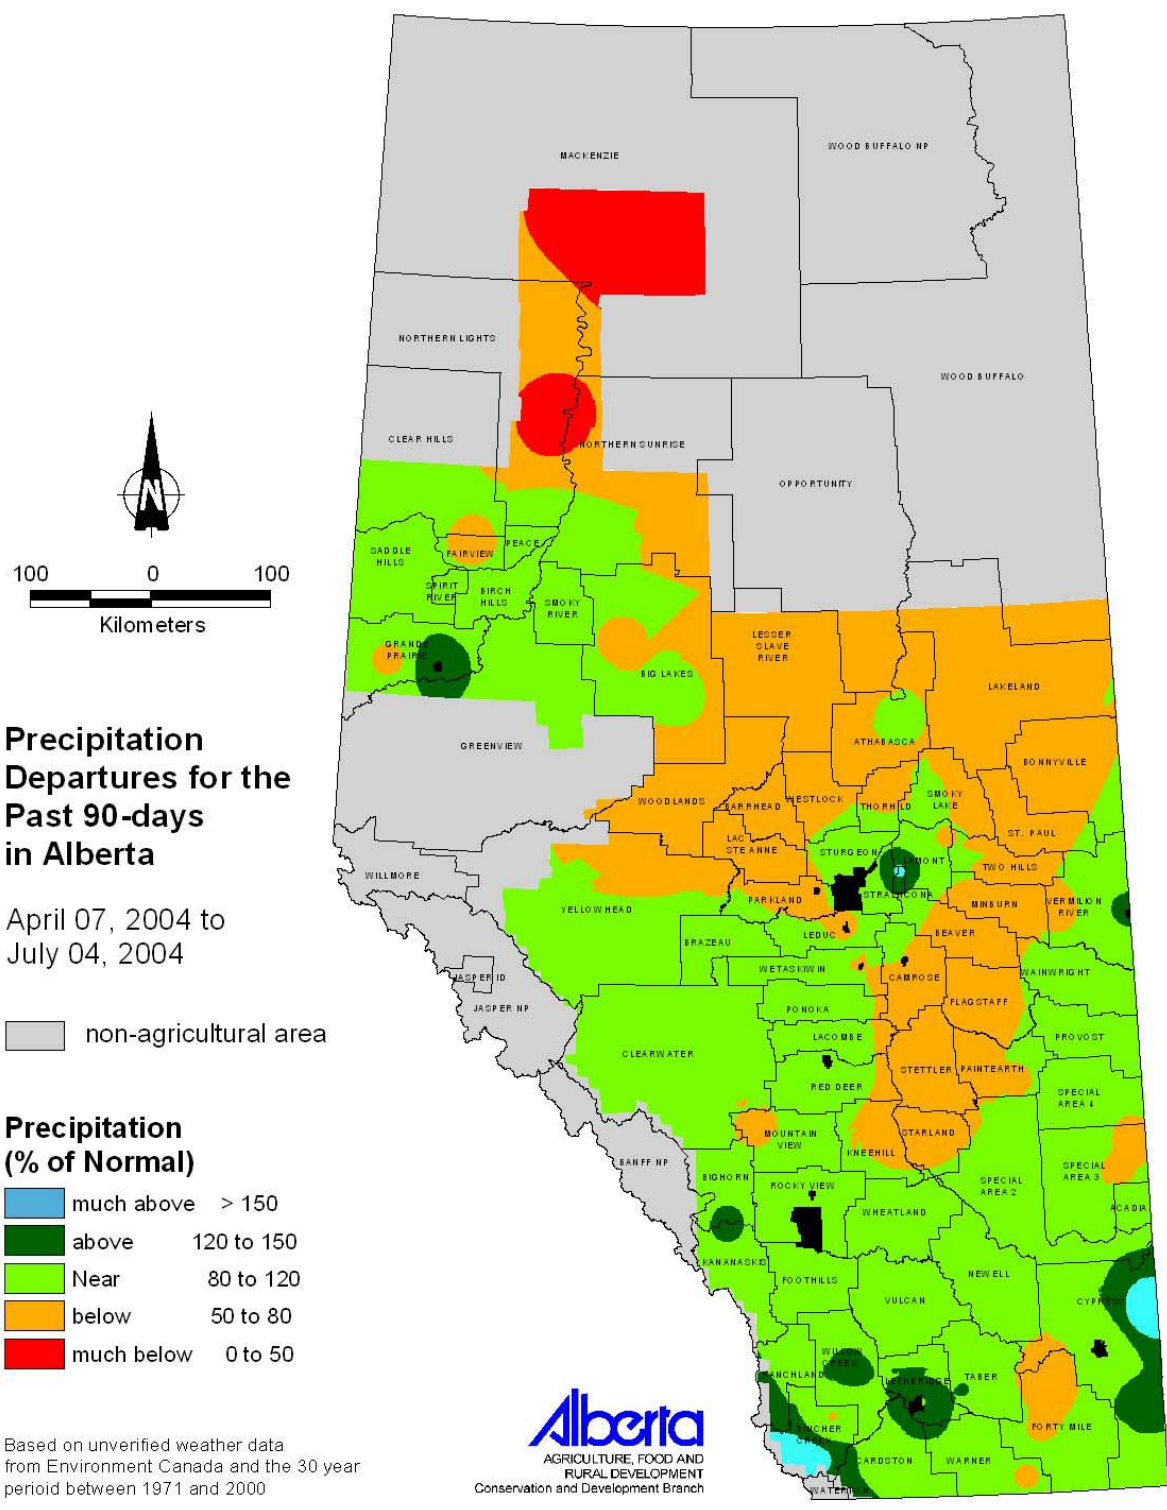 MACKENZIE
WOOD BUFFALO NP
NORTHERN LIGHTS
WOOD BUFFALO
CLEAR HILLS
NORTHERN SUNRISE
OPPORTUNITY
N
SADDLE
HILLS
FAIRVIEW
PEACE
SPIRIT
RIVER
BIRCH
HILLS
SMOKY
RIVER
100 0 100
Kilometers
GRANDE
PRAIRIE
BIG LAKES
LESSER
SLAVE
RIVER
LAKELAND
GREENVIEW
ATHABASCA
BONNYVILLE
Precipitation
Departures for the
Past 90-days
in Alberta
WOODLANDS
BARRHEAD
WESTLOCK
THORHILD
SMOKY
LAKE
ST. PAUL
LAC
STE ANNE
STURGEON
LAMONT
TWO HILLS
WILLMORE
YELLOWHEAD
PARKLAND
STRATHCONA
MINBURN
VERMILION
RIVER
April 07, 2004 to
July 04, 2004
BRAZEAU
LEDUC
BEAVER
JASPER ID
WETASKIWIN
CAMROSE
WAINWRIGHT
JASPER NP
PONOKA
FLAGSTAFF
non-agricultural area
CLEARWATER
LACOMBE
PROVOST
RED DEER
STETTLER
PAINTEARTH
SPECIAL
AREA 4
MOUNTAIN
VIEW
KNEEHILL
STARLAND
BANFF NP
BIGHORN
ROCKY VIEW
SPECIAL
AREA 2
SPECIAL
AREA 3
WHEATLAND
ACADIA
KANANASKIS
FOOTHILLS
NEWELL
VULCAN
CYPRESS
Precipitation
(% of Normal)
much above > 150
above 120 to 150
Near 80 to 120
below 50 to 80
much below 0 to 50
WILLOW
CREEK
RANCHLAND
LETHBRIDGE
TABER
PINCHER
CREEK
FORTY MILE
CARDSTON
WARNER
WATERTON
Based on unverified weather data
from Environment Canada and the 30 year
perioid between 1971 and 2000
Alberta
AGRICULTURE, FOOD AND
RURAL DEVELOPMENT
Conservation and Development Branch